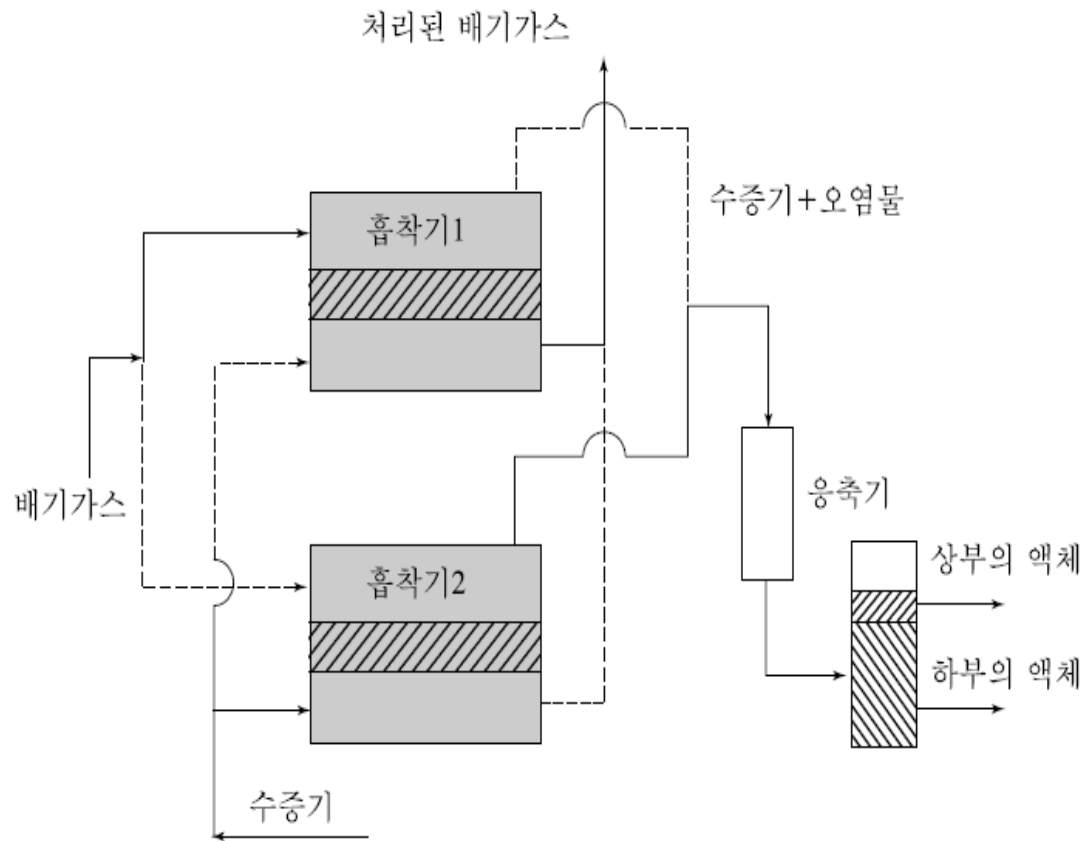 처리된 배기가스
흡착기1
수증기+오염물
배기가스
응축기
흡착기2
상부의 액체
하부의 액체
수증기